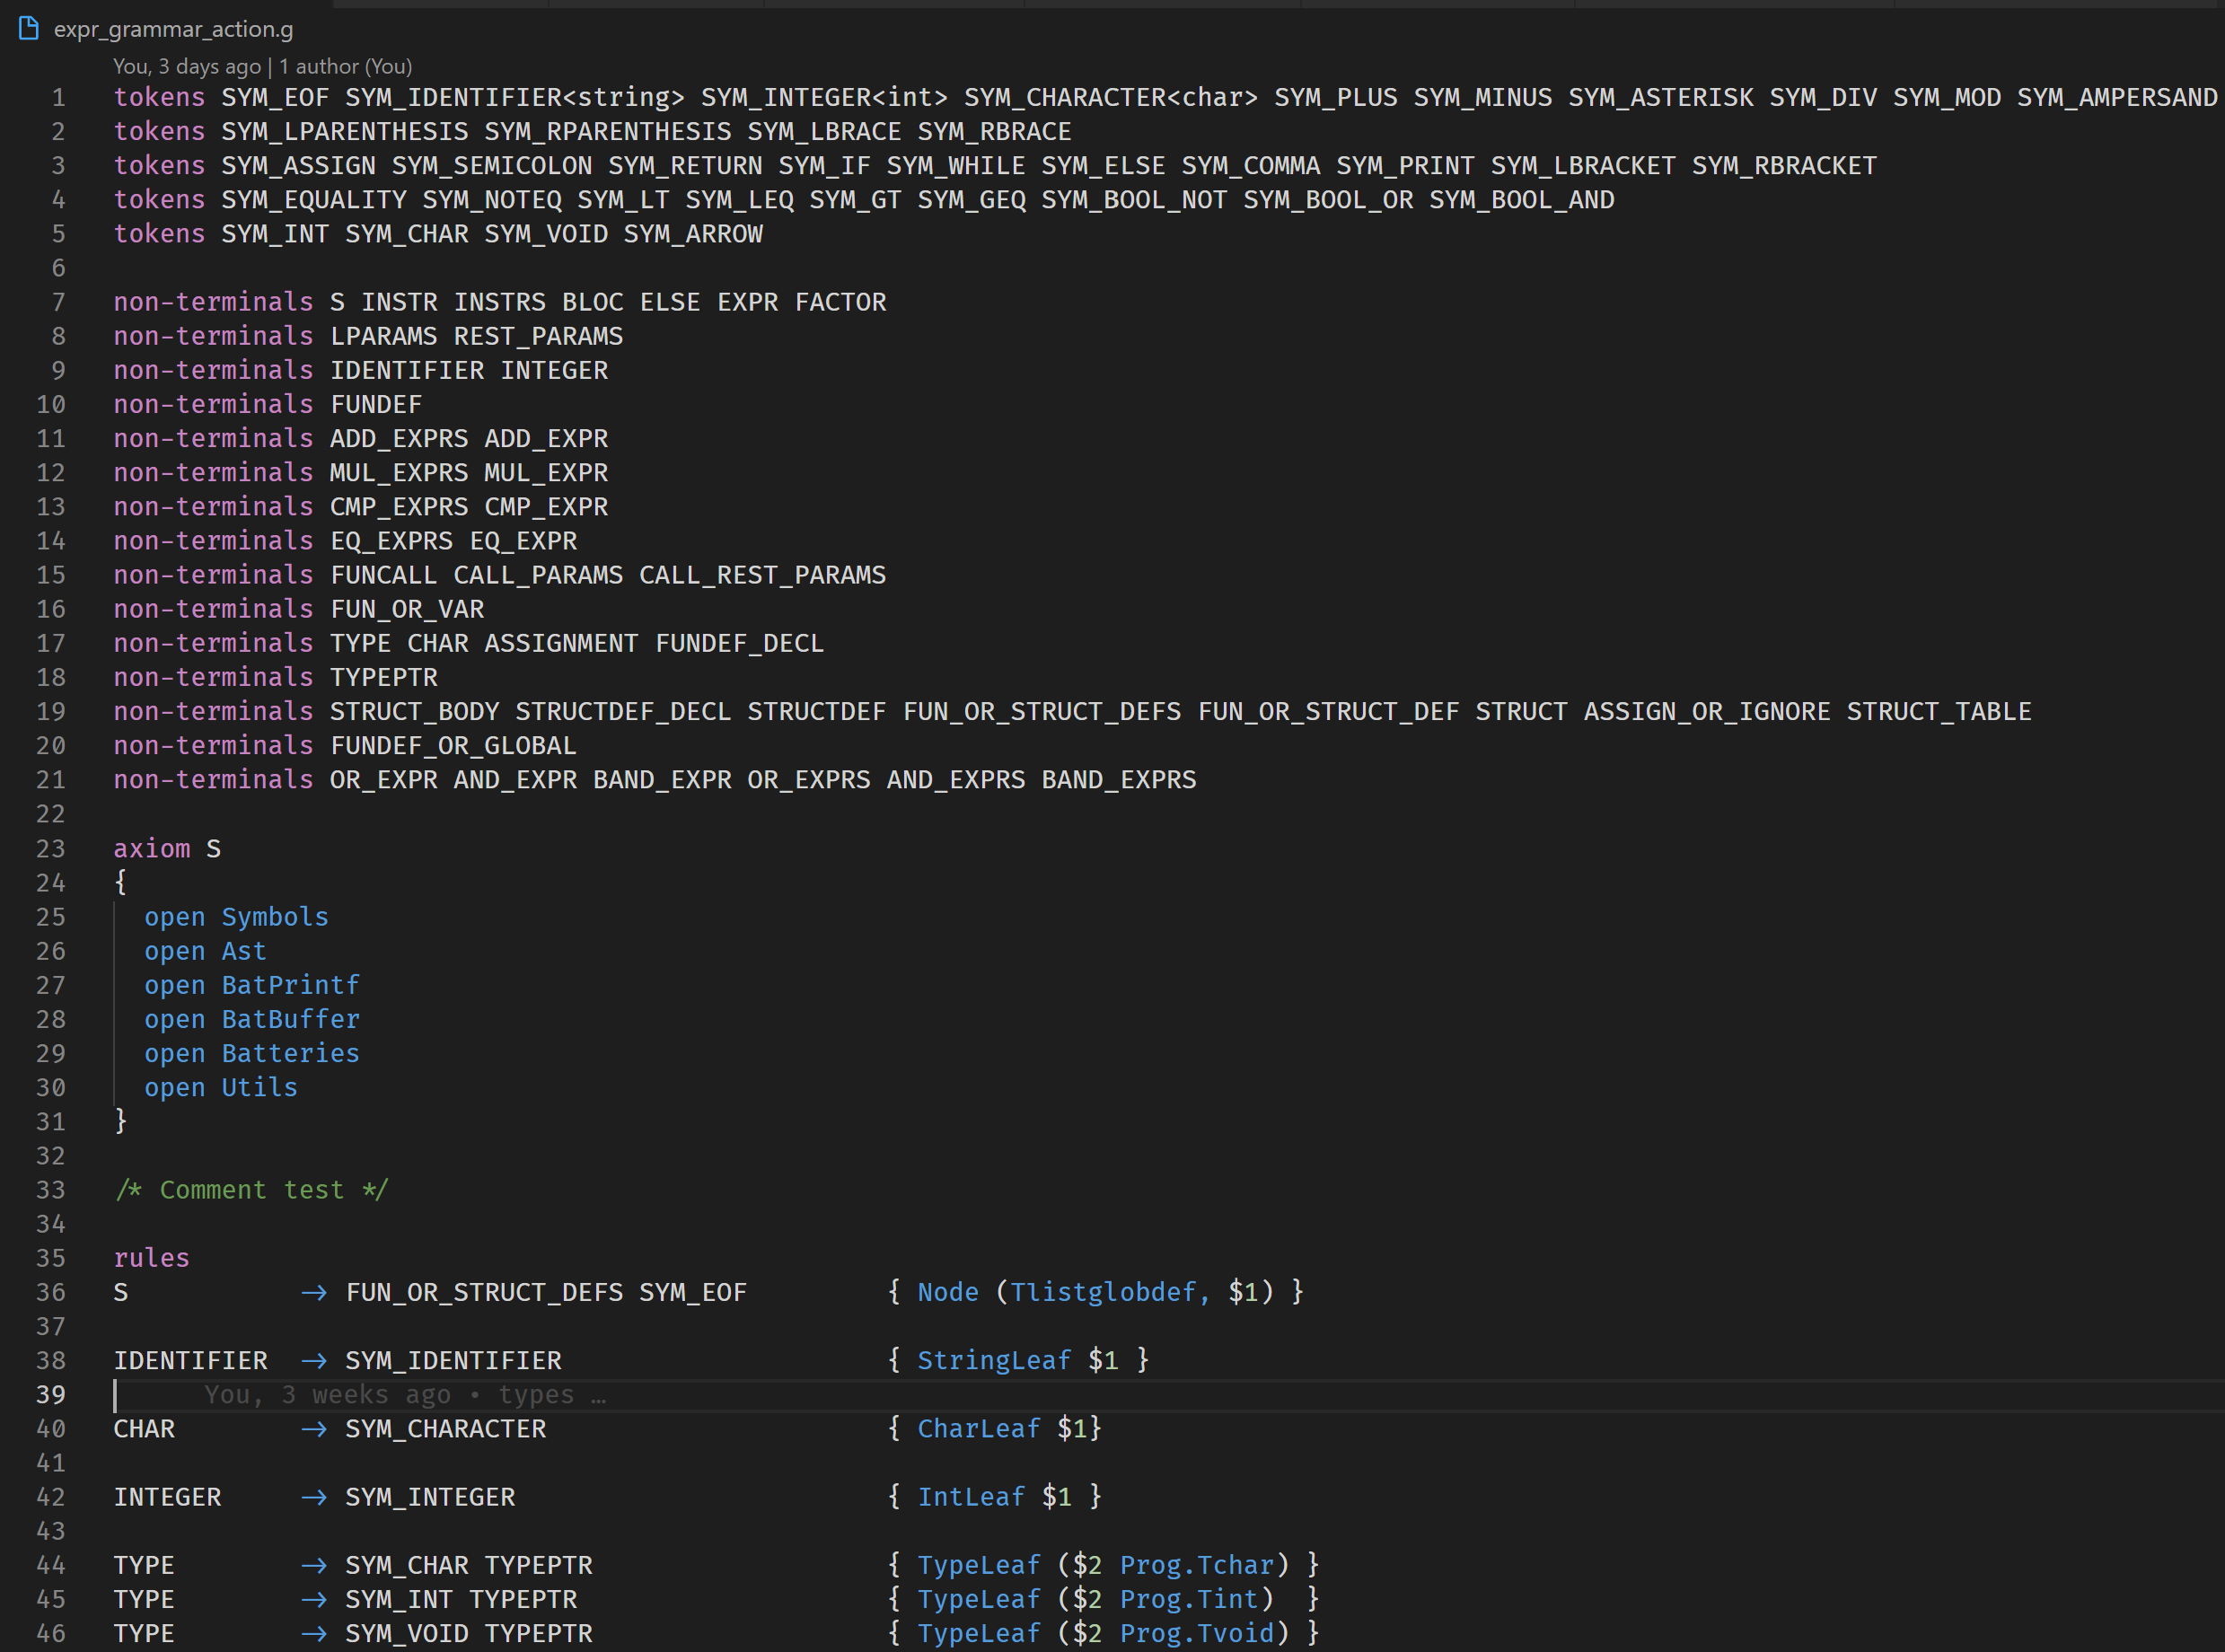 expr_grammar_action.g
You, 3 days ago | 1 author (You)
1 tokens SYM_EOF SYM_IDENTIFIER<string> SYM_INTEGER<int> SYM_CHARACTER<char> SYM_PLUS SYM_MINUS SYM_ASTERISK SYM_DIV SYM_MOD SYM_AMPERSAND
2 tokens SYM_LPARENTHESIS SYM_RPARENTHESIS SYM_LBRACE SYM_RBRACE
3 tokens SYM_ASSIGN SYM_SEMICOLON SYM_RETURN SYM_IF SYM_WHILE SYM_ELSE SYM_COMMA SYM_PRINT SYM_LBRACKET SYM_RBRACKET
4 tokens SYM_EQUALITY SYM_NOTEQ SYM_LT SYM_LEQ SYM_GT SYM_GEQ SYM_BOOL_NOT SYM_BOOL_OR SYM_BOOL_AND
5 tokens SYM_INT SYM_CHAR SYM_VOID SYM_ARROW
6
7 non-terminals S INSTR INSTRS BLOC ELSE EXPR FACTOR
8 non-terminals LPARAMS REST_PARAMS
9 non-terminals IDENTIFIER INTEGER
10 non-terminals FUNDEF
11 non-terminals ADD_EXPRS ADD_EXPR
12 non-terminals MUL_EXPRS MUL_EXPR
13 non-terminals CMP_EXPRS CMP_EXPR
14 non-terminals EQ_EXPRS EQ_EXPR
15 non-terminals FUNCALL CALL_PARAMS CALL_REST_PARAMS
16 non-terminals FUN_OR_VAR
17 non-terminals TYPE CHAR ASSIGNMENT FUNDEF_DECL
18 non-terminals TYPEPTR
19 non-terminals STRUCT_BODY STRUCTDEF_DECL STRUCTDEF FUN_OR_STRUCT_DEFS FUN_OR_STRUCT_DEF STRUCT ASSIGN_OR_IGNORE STRUCT_TABLE
20 non-terminals FUNDEF_OR_GLOBAL
21 non-terminals OR_EXPR AND_EXPR BAND_EXPR OR_EXPRS AND_EXPRS BAND_EXPRS
22
23 axiom S
24 {
25 open Symbols
26 open Ast
27 open BatPrintf
28 open BatBuffer
29 open Batteries
30 open Utils
31 }
32
33 /* Comment test */
34
35 rules
36 S -> FUN_OR_STRUCT_DEFS SYM_EOF { Node (Tlistglobdef, $1) }
37
38 IDENTIFIER -> SYM_IDENTIFIER { StringLeaf $1 }
39 You, 3 weeks ago • types …
40 CHAR -> SYM_CHARACTER { CharLeaf $1}
41
42 INTEGER -> SYM_INTEGER { IntLeaf $1 }
43
44 TYPE -> SYM_CHAR TYPEPTR { TypeLeaf ($2 Prog.Tchar) }
45 TYPE -> SYM_INT TYPEPTR { TypeLeaf ($2 Prog.Tint) }
46 TYPE -> SYM_VOID TYPEPTR { TypeLeaf ($2 Prog.Tvoid) }